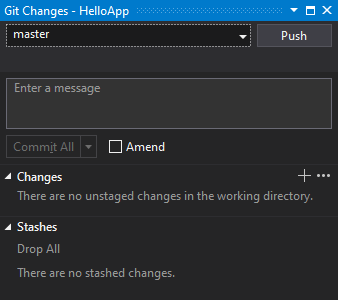 Git Changes - HelloApp
master
Push
Enter a message
Commit All
Amend
Changes
There are no unstaged changes in the working directory.
Stashes
Drop All
There are no stashed changes.